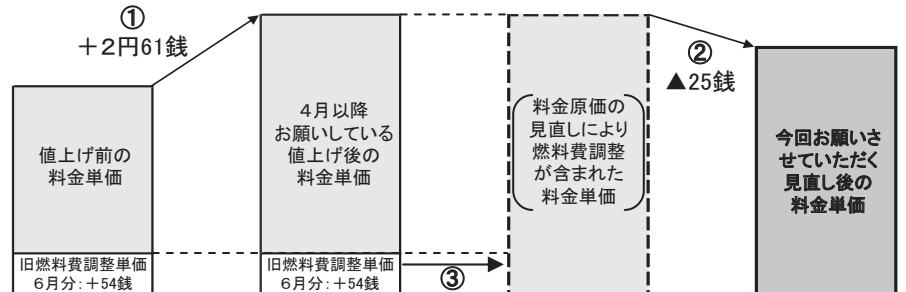 ①
＋2円61銭
値上げ前の
料金単価
旧燃料費調整単価
6月分：＋54銭
4月以降
お願いしている
値上げ後の
料金単価
旧燃料費調整単価
6月分：＋54銭
③
料金原価の
見直しにより
燃料費調整
が含まれた
料金単価
②
▲25銭
今回お願いさ
せていただく
見直し後の
料金単価